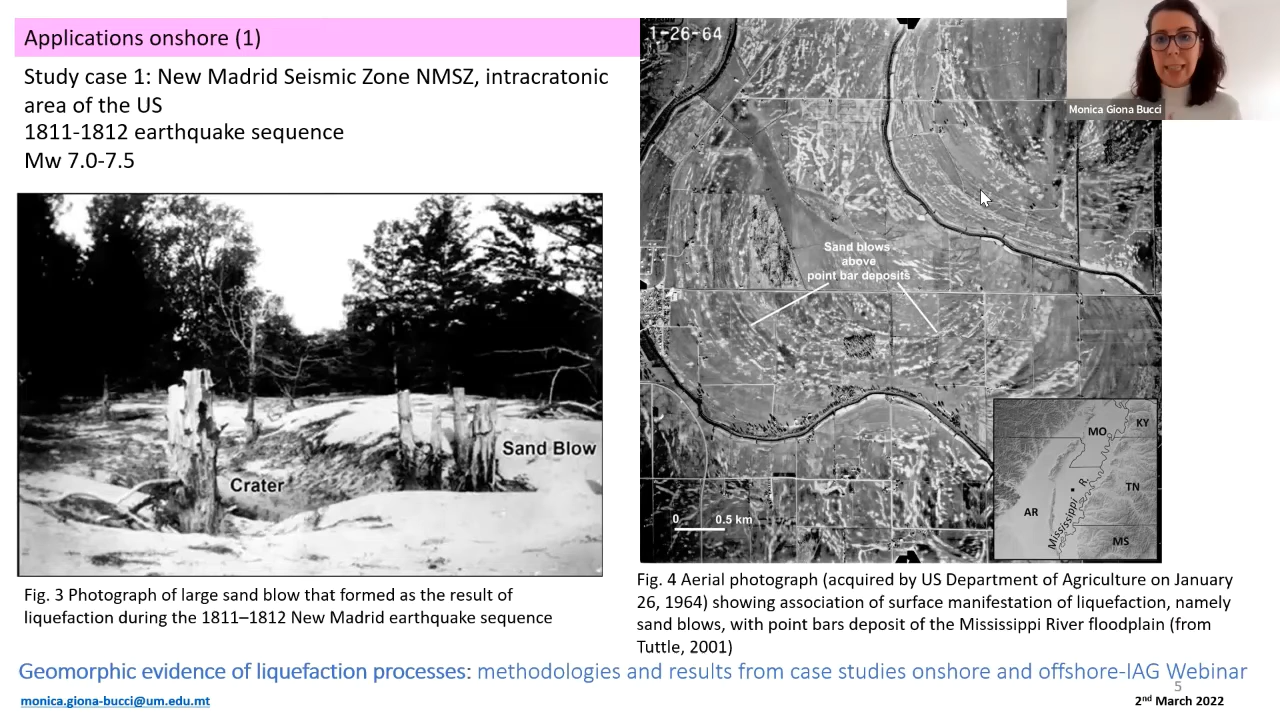 Applications onshore (1)
Study case 1: New Madrid Seismic Zone NMSZ, intracratonic
area of the US
1811-1812 earthquake sequence
Mw 7.0-7.5
Crater
Sand Blow
Fig. 3 Photograph of large sand blow that formed as the result of
liquefaction during the 1811–1812 New Madrid earthquake sequence
1-26-64
Sand blows
above
point bar deposits
0 0.5 km
MO
KY
AR
TN
MS
Mississippi R.
Fig. 4 Aerial photograph (acquired by US Department of Agriculture on January
26, 1964) showing association of surface manifestation of liquefaction, namely
sand blows, with point bars deposit of the Mississippi River floodplain (from
Tuttle, 2001)
Monica Giona Bucci
Geomorphic evidence of liquefaction processes: methodologies and results from case studies onshore and offshore-IAG Webinar
5
monica.giona-bucci@um.edu.mt
2nd March 2022